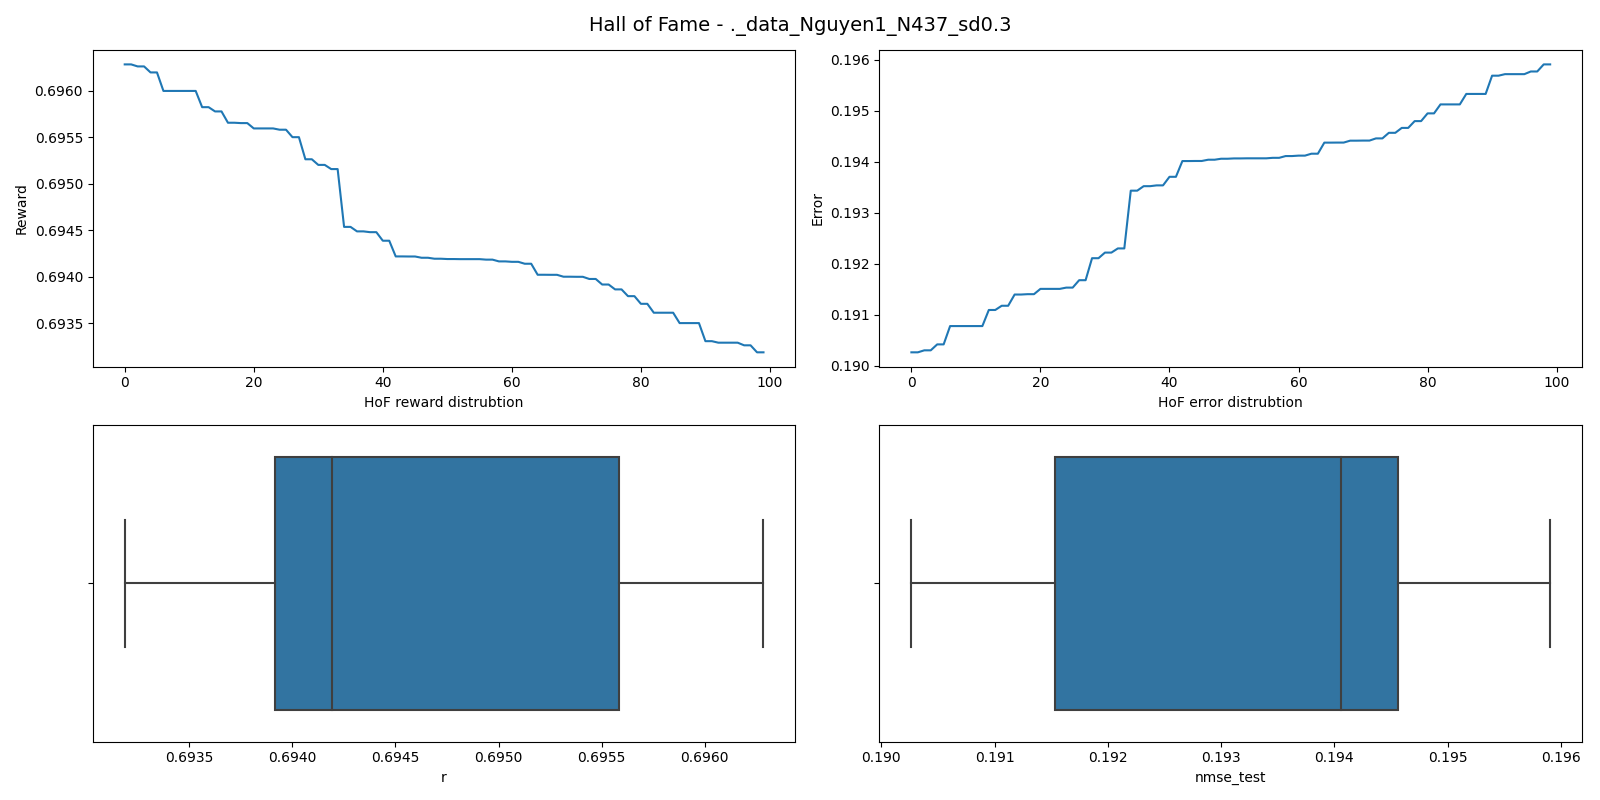 Hall of Fame - ._data_Nguyen1_N437_sd0.3
0.6960
0.6955
0.6950
0.6945
0.6940
0.6935
Reward
0 20 40 60 80 100
HoF reward distrubtion
0.196
0.195
0.194
0.193
0.192
0.191
0.190
Error
0 20 40 60 80 100
HoF error distrubtion
0.6935 0.6940 0.6945 0.6950 0.6955 0.6960
r
0.190 0.191 0.192 0.193 0.194 0.195 0.196
nmse_test